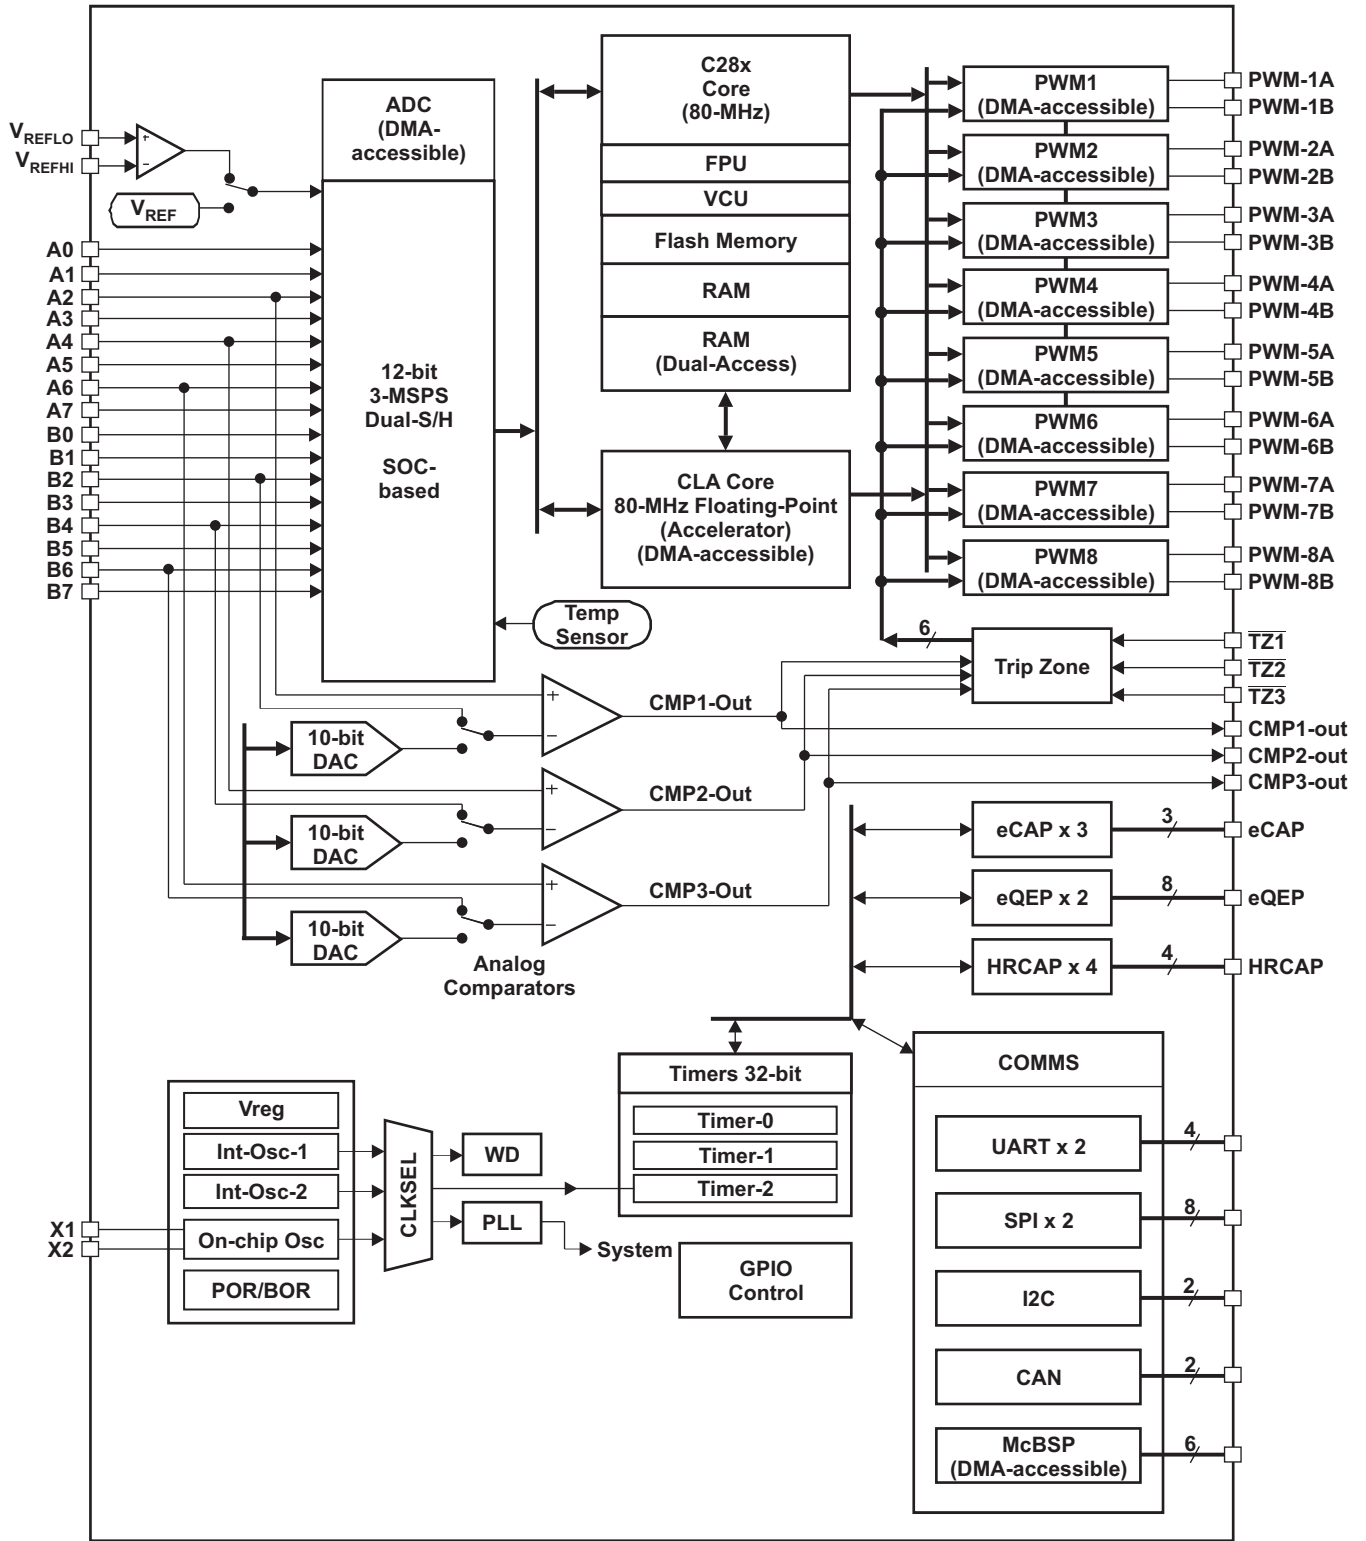 V_REFLO
V_REFHI
+
−
V_REF
A0
A1
A2
A3
A4
A5
A6
A7
B0
B1
B2
B3
B4
B5
B6
B7
ADC
(DMA-
accessible)
12-bit
3-MSPS
Dual-S/H
SOC-
based
Temp
Sensor
C28x
Core
(80-MHz)
FPU
VCU
Flash Memory
RAM
RAM
(Dual-Access)
CLA Core
80-MHz Floating-Point
(Accelerator)
(DMA-accessible)
PWM1
(DMA-accessible)
PWM2
(DMA-accessible)
PWM3
(DMA-accessible)
PWM4
(DMA-accessible)
PWM5
(DMA-accessible)
PWM6
(DMA-accessible)
PWM7
(DMA-accessible)
PWM8
(DMA-accessible)
PWM-1A
PWM-1B
PWM-2A
PWM-2B
PWM-3A
PWM-3B
PWM-4A
PWM-4B
PWM-5A
PWM-5B
PWM-6A
PWM-6B
PWM-7A
PWM-7B
PWM-8A
PWM-8B
6
Trip Zone
T̅Z̅1̅
T̅Z̅2̅
T̅Z̅3̅
10-bit
DAC
+
−
CMP1-Out
10-bit
DAC
+
−
CMP2-Out
10-bit
DAC
+
−
CMP3-Out
Analog
Comparators
CMP1-out
CMP2-out
CMP3-out
eCAP x 3
3
eCAP
eQEP x 2
8
eQEP
HRCAP x 4
4
HRCAP
Vreg
Int-Osc-1
Int-Osc-2
On-chip Osc
POR/BOR
X1
X2
CLKSEL
WD
PLL
System
Timers 32-bit
Timer-0
Timer-1
Timer-2
GPIO
Control
COMMS
UART x 2
4
SPI x 2
8
I2C
2
CAN
2
McBSP
(DMA-accessible)
6